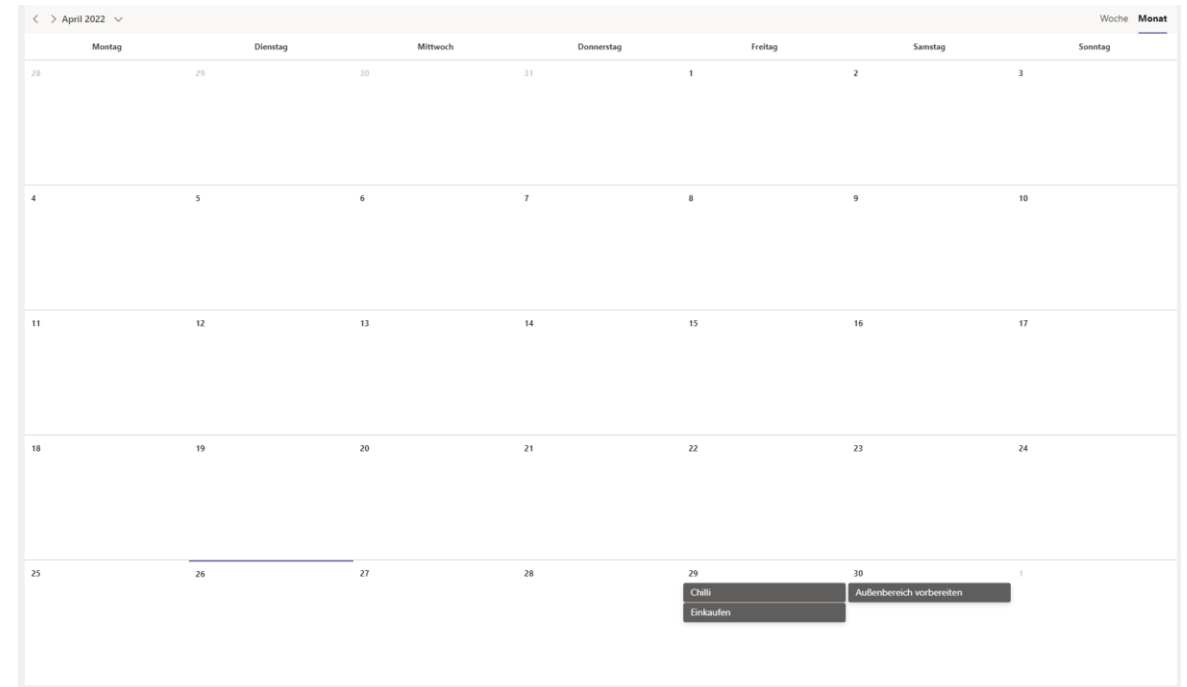 April 2022
Woche Monat
Montag Dienstag Mittwoch Donnerstag Freitag Samstag Sonntag
28 29 30 31 1 2 3
4 5 6 7 8 9 10
11 12 13 14 15 16 17
18 19 20 21 22 23 24
25 26 27 28 29 30 1
Chilli Außenbereich vorbereiten
Einkaufen